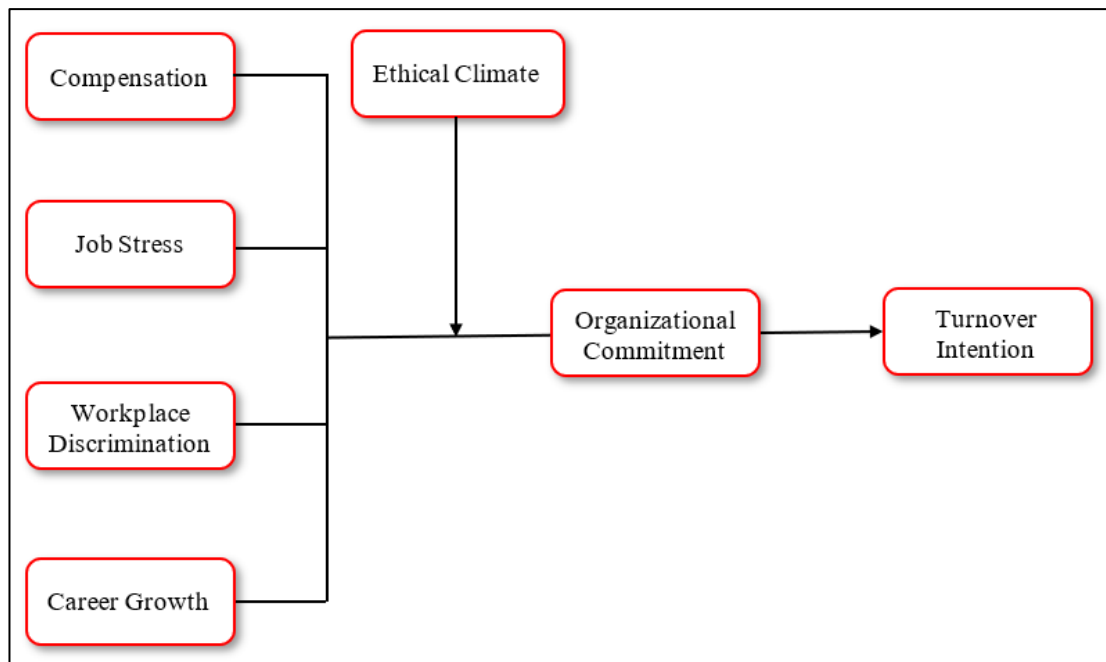 Compensation
Ethical Climate
Job Stress
Organizational
Commitment
Turnover
Intention
Workplace
Discrimination
Career Growth